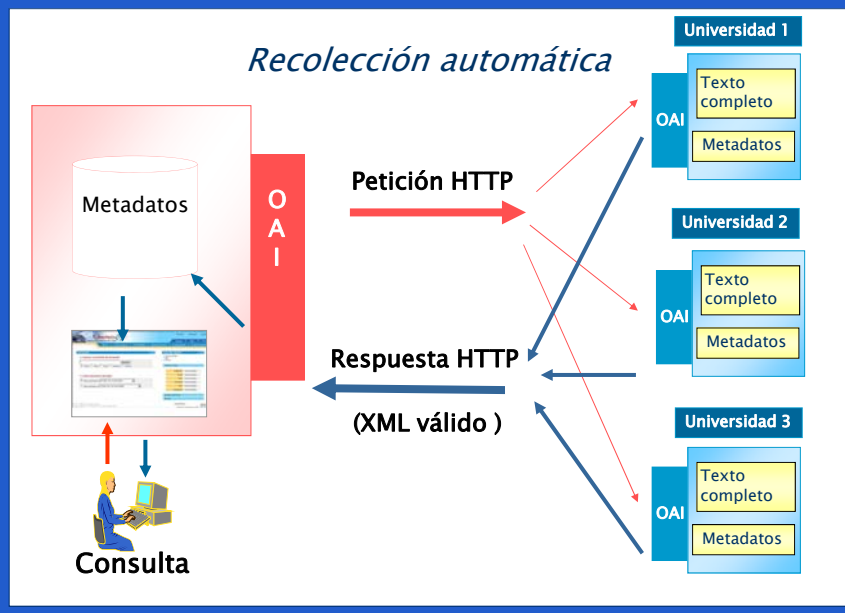 Recolección automática
Metadatos
O
A
I
Petición HTTP
Respuesta HTTP
(XML válido )
Consulta
Universidad 1
OAI
Texto
completo
Metadatos
Universidad 2
OAI
Texto
completo
Metadatos
Universidad 3
OAI
Texto
completo
Metadatos